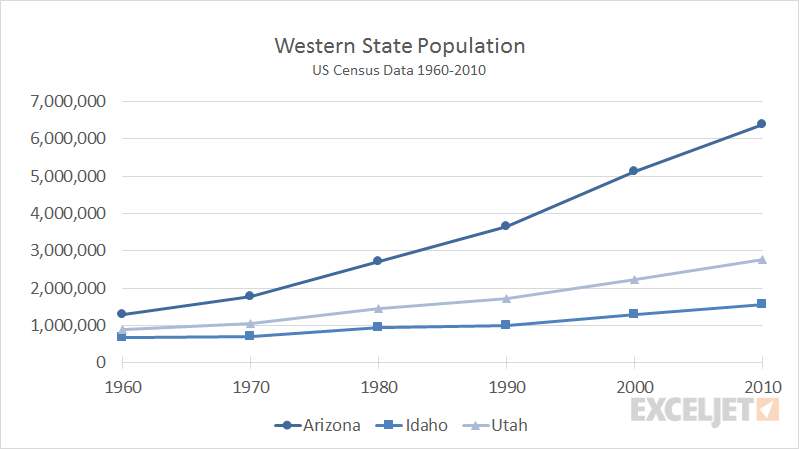 Western State Population
US Census Data 1960-2010
7,000,000
6,000,000
5,000,000
4,000,000
3,000,000
2,000,000
1,000,000
0
1960 1970 1980 1990 2000 2010
EXCELJET
Arizona Idaho Utah